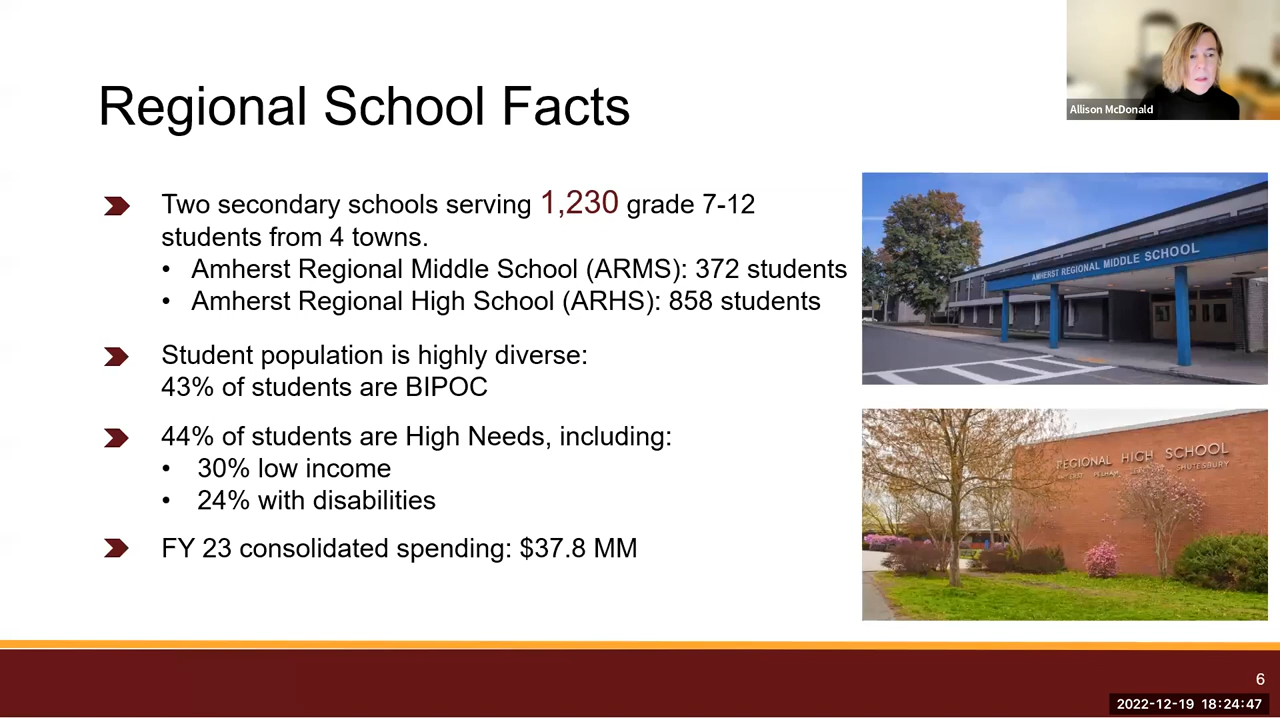 Allison McDonald
Regional School Facts
Two secondary schools serving 1,230 grade 7-12
students from 4 towns.
• Amherst Regional Middle School (ARMS): 372 students
• Amherst Regional High School (ARHS): 858 students
Student population is highly diverse:
43% of students are BIPOC
44% of students are High Needs, including:
• 30% low income
• 24% with disabilities
FY 23 consolidated spending: $37.8 MM
AMHERST REGIONAL MIDDLE SCHOOL
REGIONAL HIGH SCHOOL
PELHAM SHUTESBURY
6
2022-12-19 18:24:47